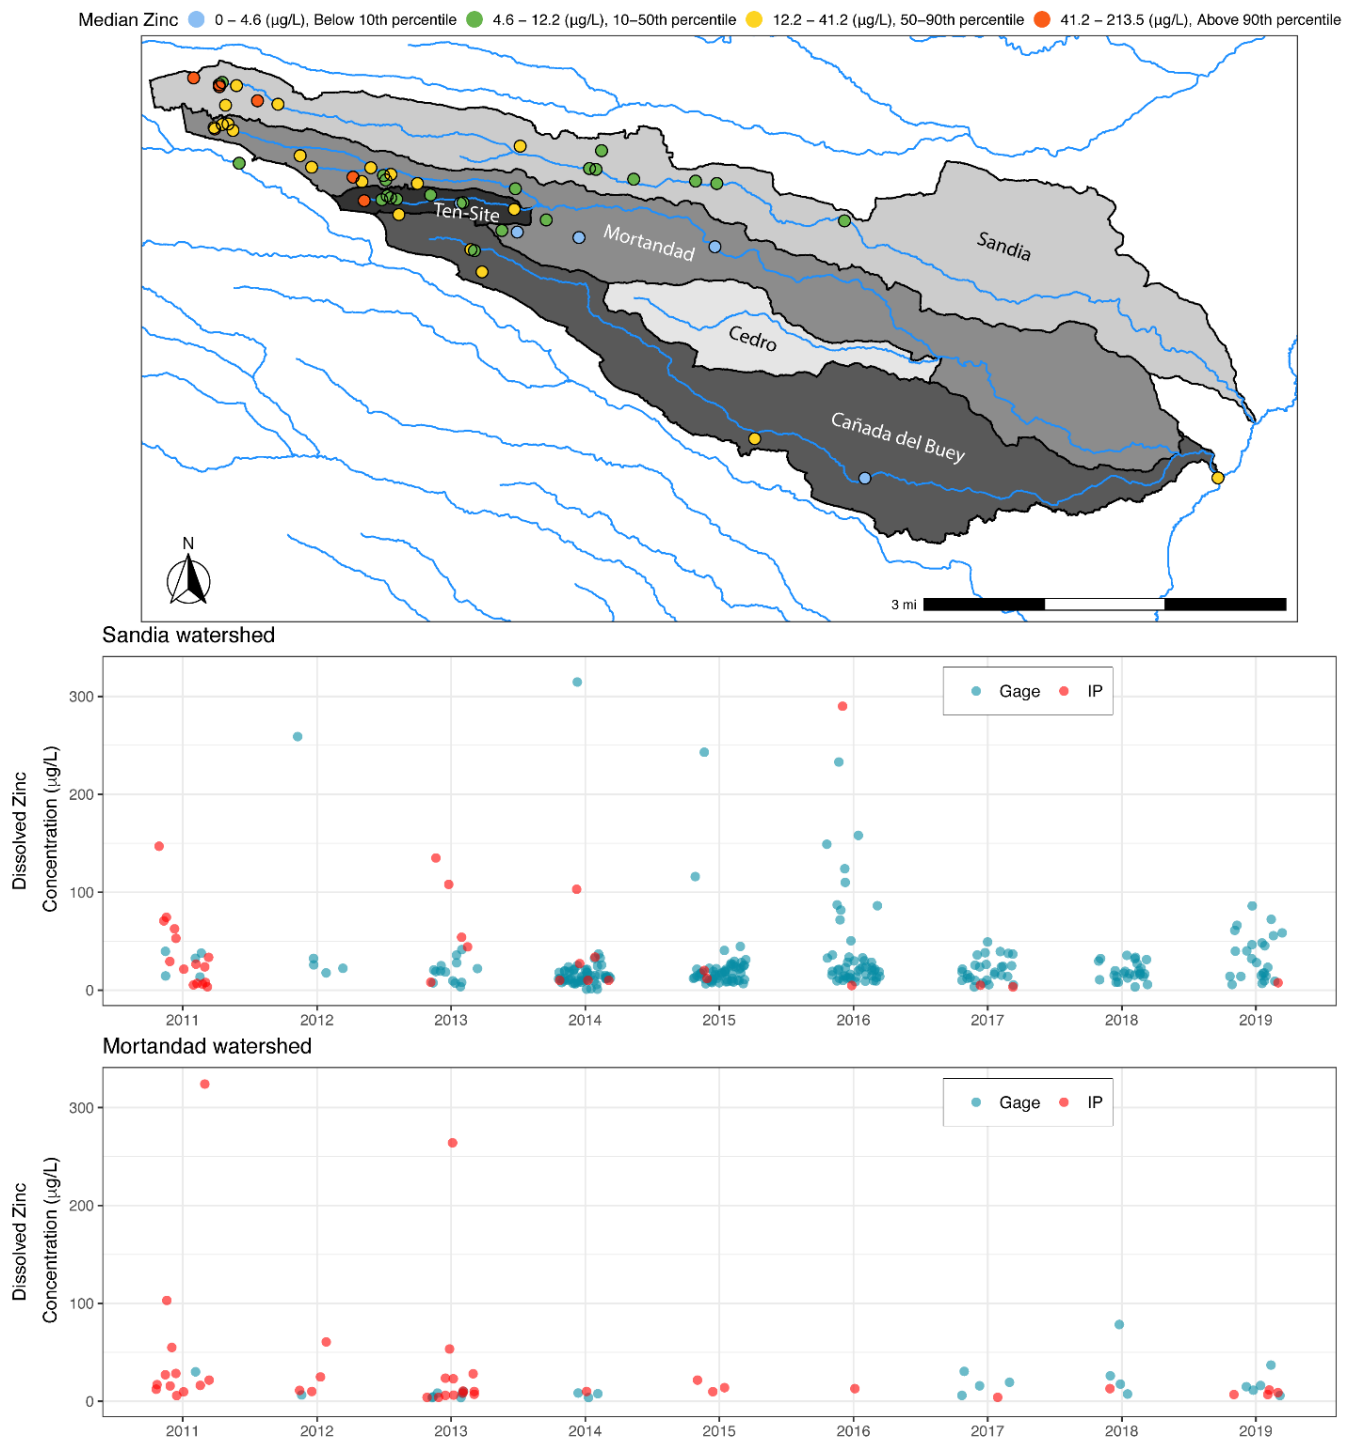 Median Zinc 0 – 4.6 (µg/L), Below 10th percentile 4.6 – 12.2 (µg/L), 10–50th percentile 12.2 – 41.2 (µg/L), 50–90th percentile 41.2 – 213.5 (µg/L), Above 90th percentile
Ten-Site
Mortandad
Sandia
Cedro
Cañada del Buey
N
3 mi
Sandia watershed
Dissolved Zinc
Concentration (µg/L)
300
200
100
0
Gage IP
2011 2012 2013 2014 2015 2016 2017 2018 2019
Mortandad watershed
Dissolved Zinc
Concentration (µg/L)
300
200
100
0
Gage IP
2011 2012 2013 2014 2015 2016 2017 2018 2019